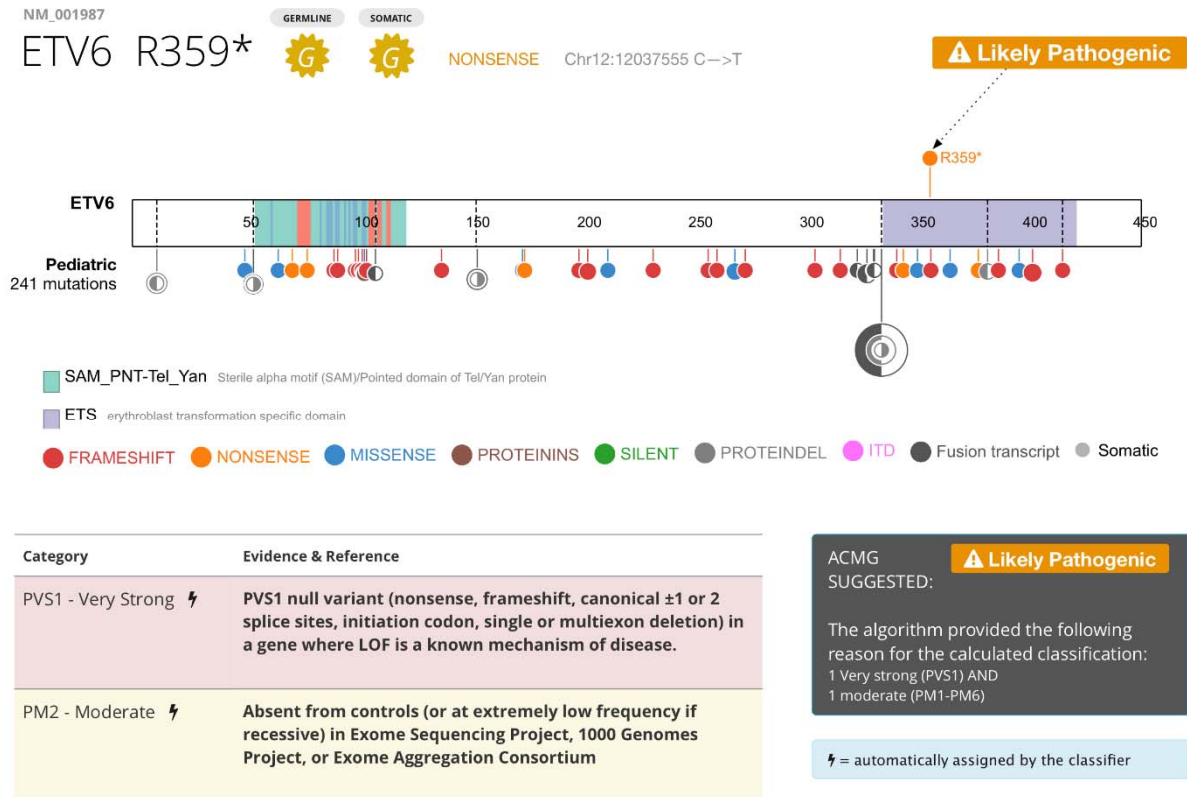 NM_001987
GERMLINE SOMATIC
ETV6 R359* G G NONSENSE Chr12:12037555 C—>T
Likely Pathogenic
R359*
ETV6 50 100 150 200 250 300 350 400 450
Pediatric
241 mutations
SAM_PNT-Tel_Yan Sterile alpha motif (SAM)/Pointed domain of Tel/Yan protein
ETS erythroblast transformation specific domain
FRAMESHIFT NONSENSE MISSENSE PROTEININS SILENT PROTEINDEL ITD Fusion transcript Somatic
Category Evidence & Reference
PVS1 - Very Strong PVS1 null variant (nonsense, frameshift, canonical ±1 or 2
splice sites, initiation codon, single or multiexon deletion) in
a gene where LOF is a known mechanism of disease.
PM2 - Moderate Absent from controls (or at extremely low frequency if
recessive) in Exome Sequencing Project, 1000 Genomes
Project, or Exome Aggregation Consortium
ACMG Likely Pathogenic
SUGGESTED:
The algorithm provided the following
reason for the calculated classification:
1 Very strong (PVS1) AND
1 moderate (PM1-PM6)
= automatically assigned by the classifier